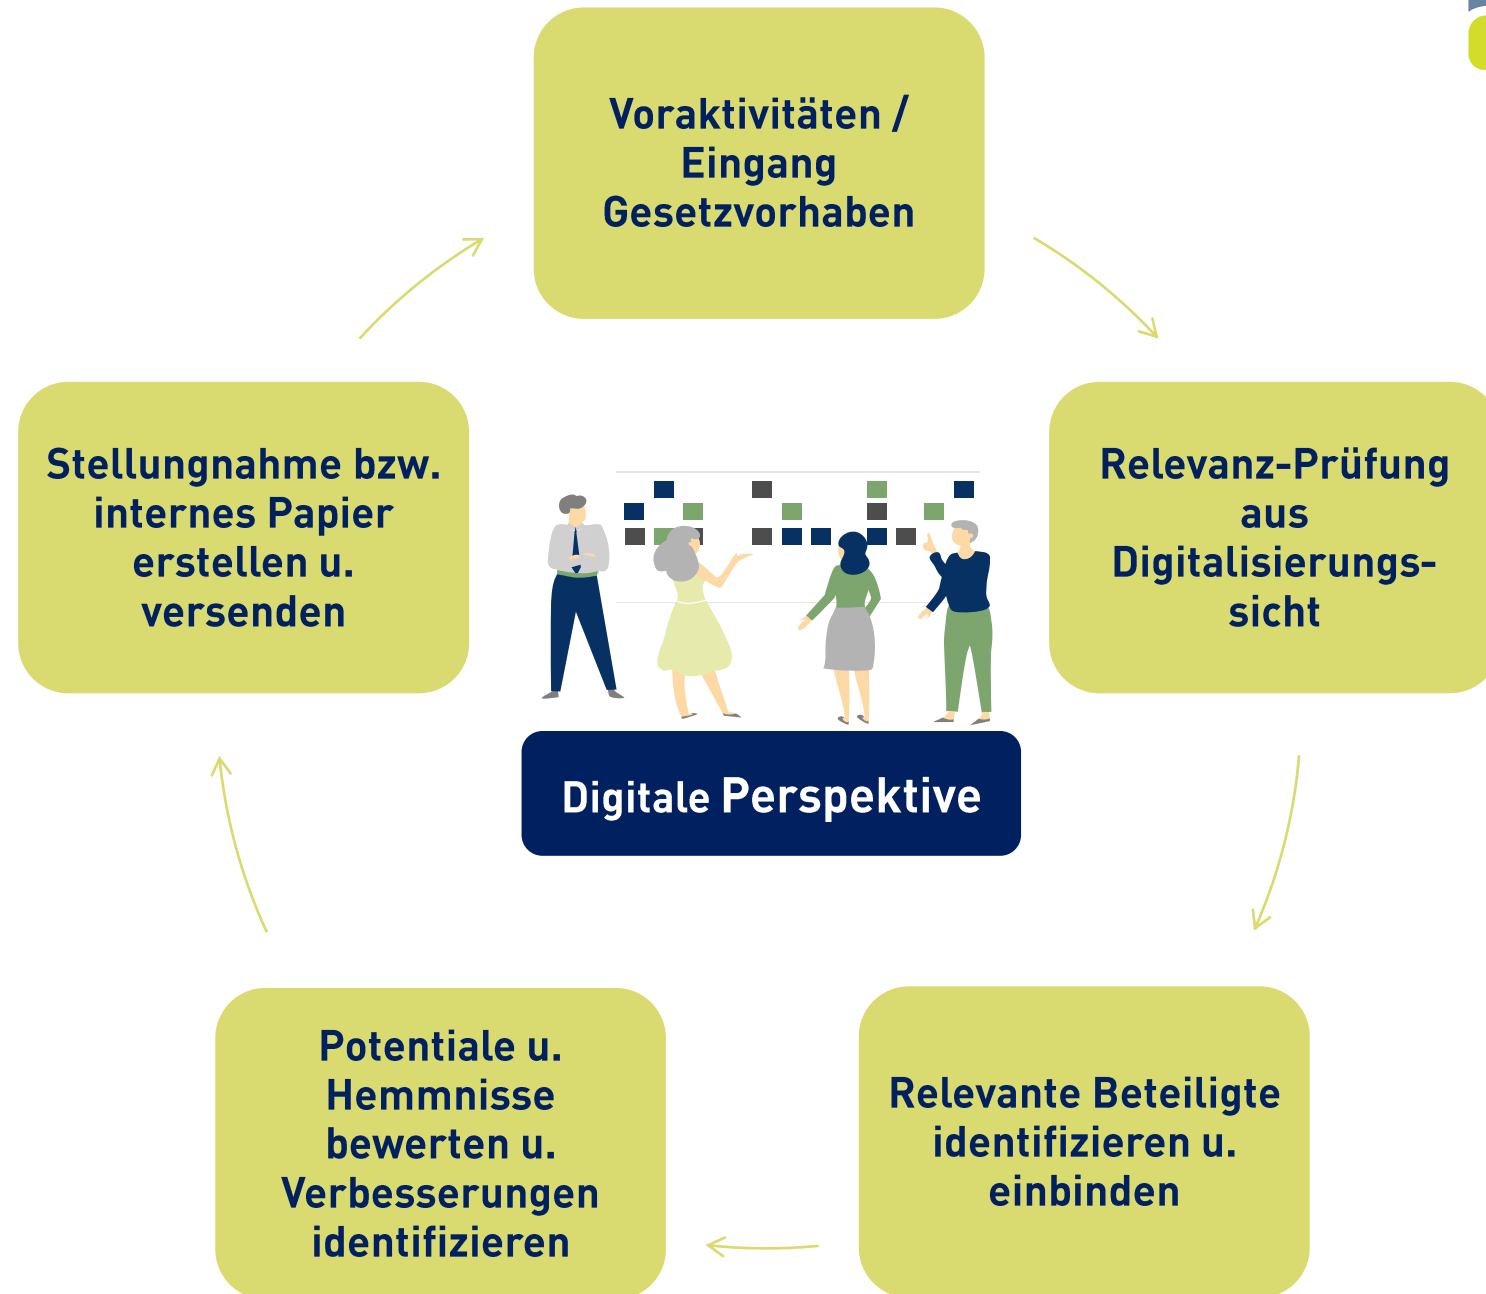 Voraktivitäten /
Eingang
Gesetzvorhaben
Relevanz-Prüfung
aus
Digitalisierungs-
sicht
Relevante Beteiligte
identifizieren u.
einbinden
Potentiale u.
Hemmnisse
bewerten u.
Verbesserungen
identifizieren
Stellungnahme bzw.
internes Papier
erstellen u.
versenden
Digitale Perspektive